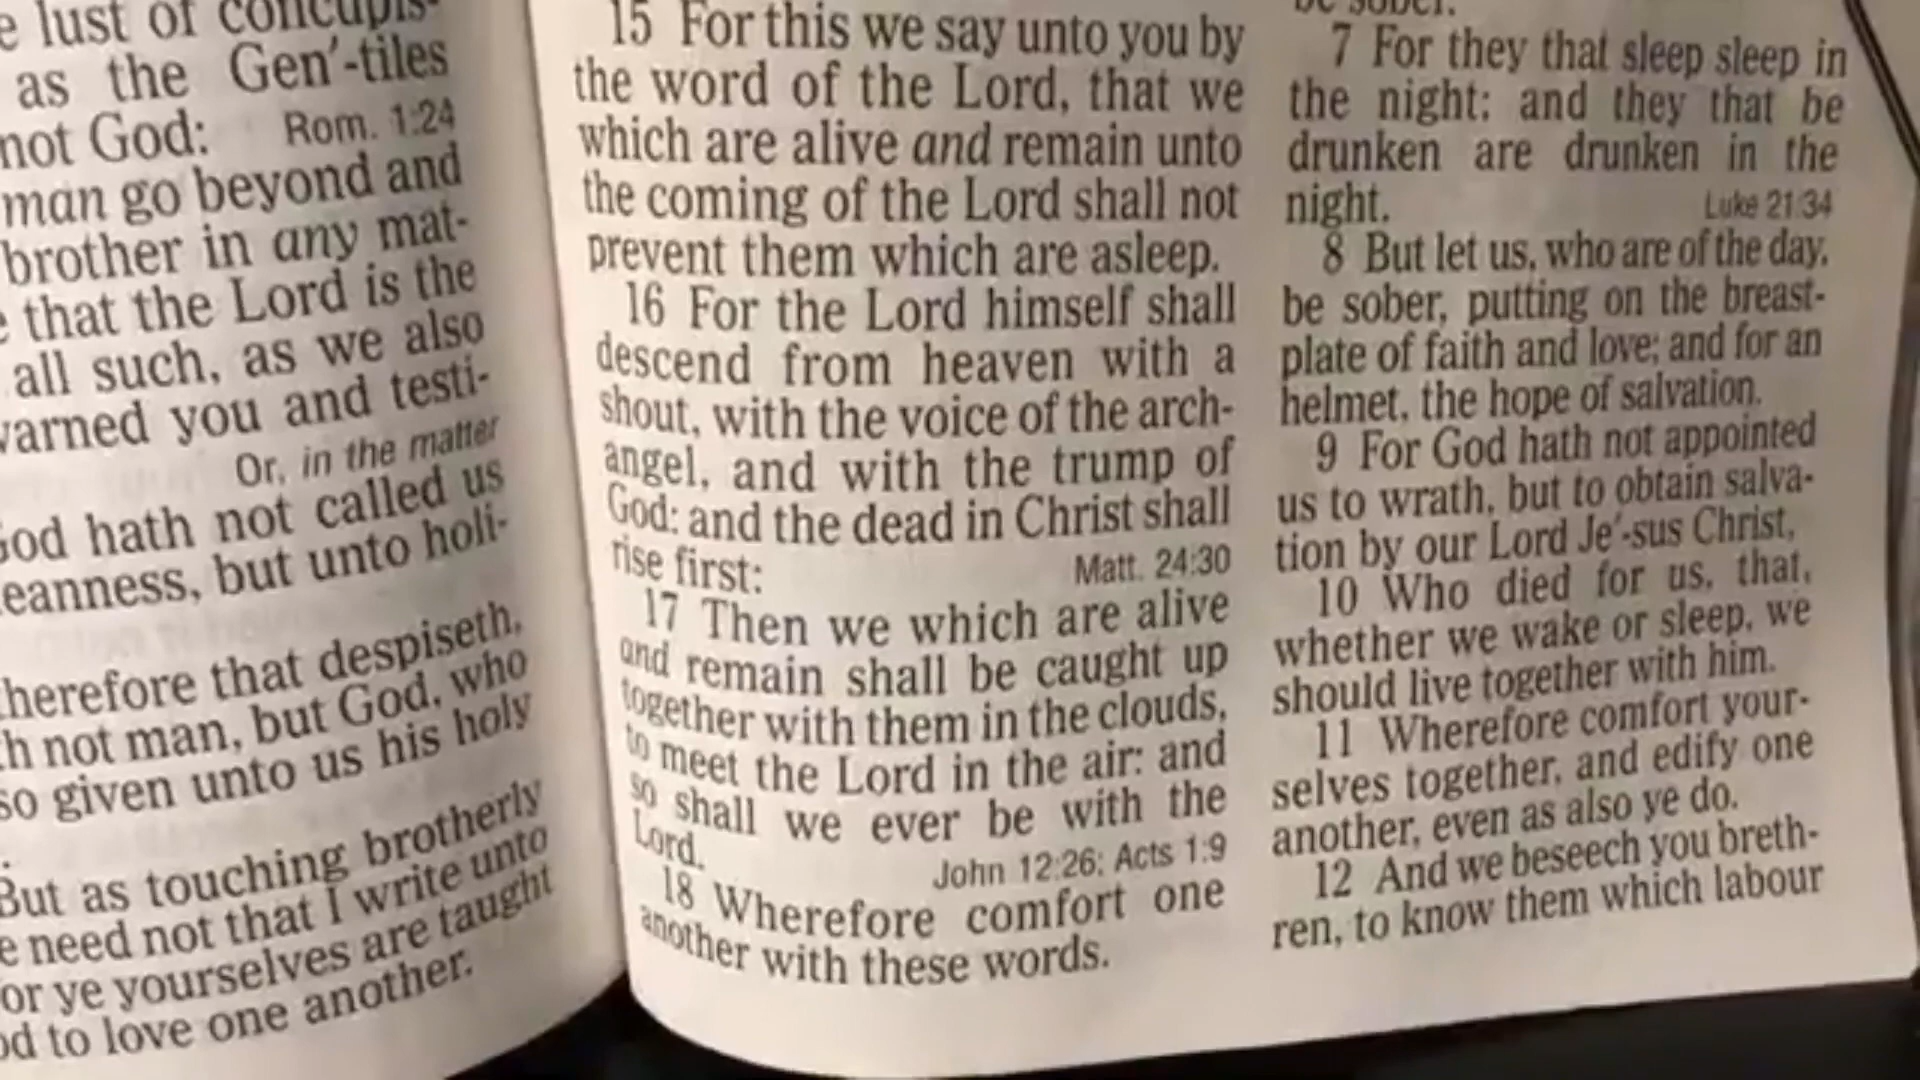 lust of concupis-
as the Gen'-tiles
not God: Rom. 1:24
man go beyond and
brother in any mat-
that the Lord is the
all such, as we also
warned you and testi-
Or, in the matter
God hath not called us
but unto holi-
that despiseth,
not man, but God, who
given unto us his holy
But as touching brotherly
need not that I write unto
or ye yourselves are taught
to love one another.
15 For this we say unto you by
the word of the Lord, that we
which are alive and remain unto
the coming of the Lord shall not
prevent them which are asleep.
16 For the Lord himself shall
descend from heaven with a
shout, with the voice of the arch-
angel, and with the trump of
God: and the dead in Christ shall
rise first: Matt. 24:30
17 Then we which are alive
and remain shall be caught up
together with them in the clouds,
to meet the Lord in the air: and
so shall we ever be with the
Lord. John 12:26; Acts 1:9
18 Wherefore comfort one
another with these words.
be sober.
7 For they that sleep sleep in
the night; and they that be
drunken are drunken in the
night. Luke 21:34
8 But let us, who are of the day,
be sober, putting on the breast-
plate of faith and love; and for an
helmet, the hope of salvation.
9 For God hath not appointed
us to wrath, but to obtain salva-
tion by our Lord Je'-sus Christ,
10 Who died for us, that,
whether we wake or sleep, we
should live together with him.
11 Wherefore comfort your-
selves together, and edify one
another, even as also ye do.
12 And we beseech you breth-
ren, to know them which labour